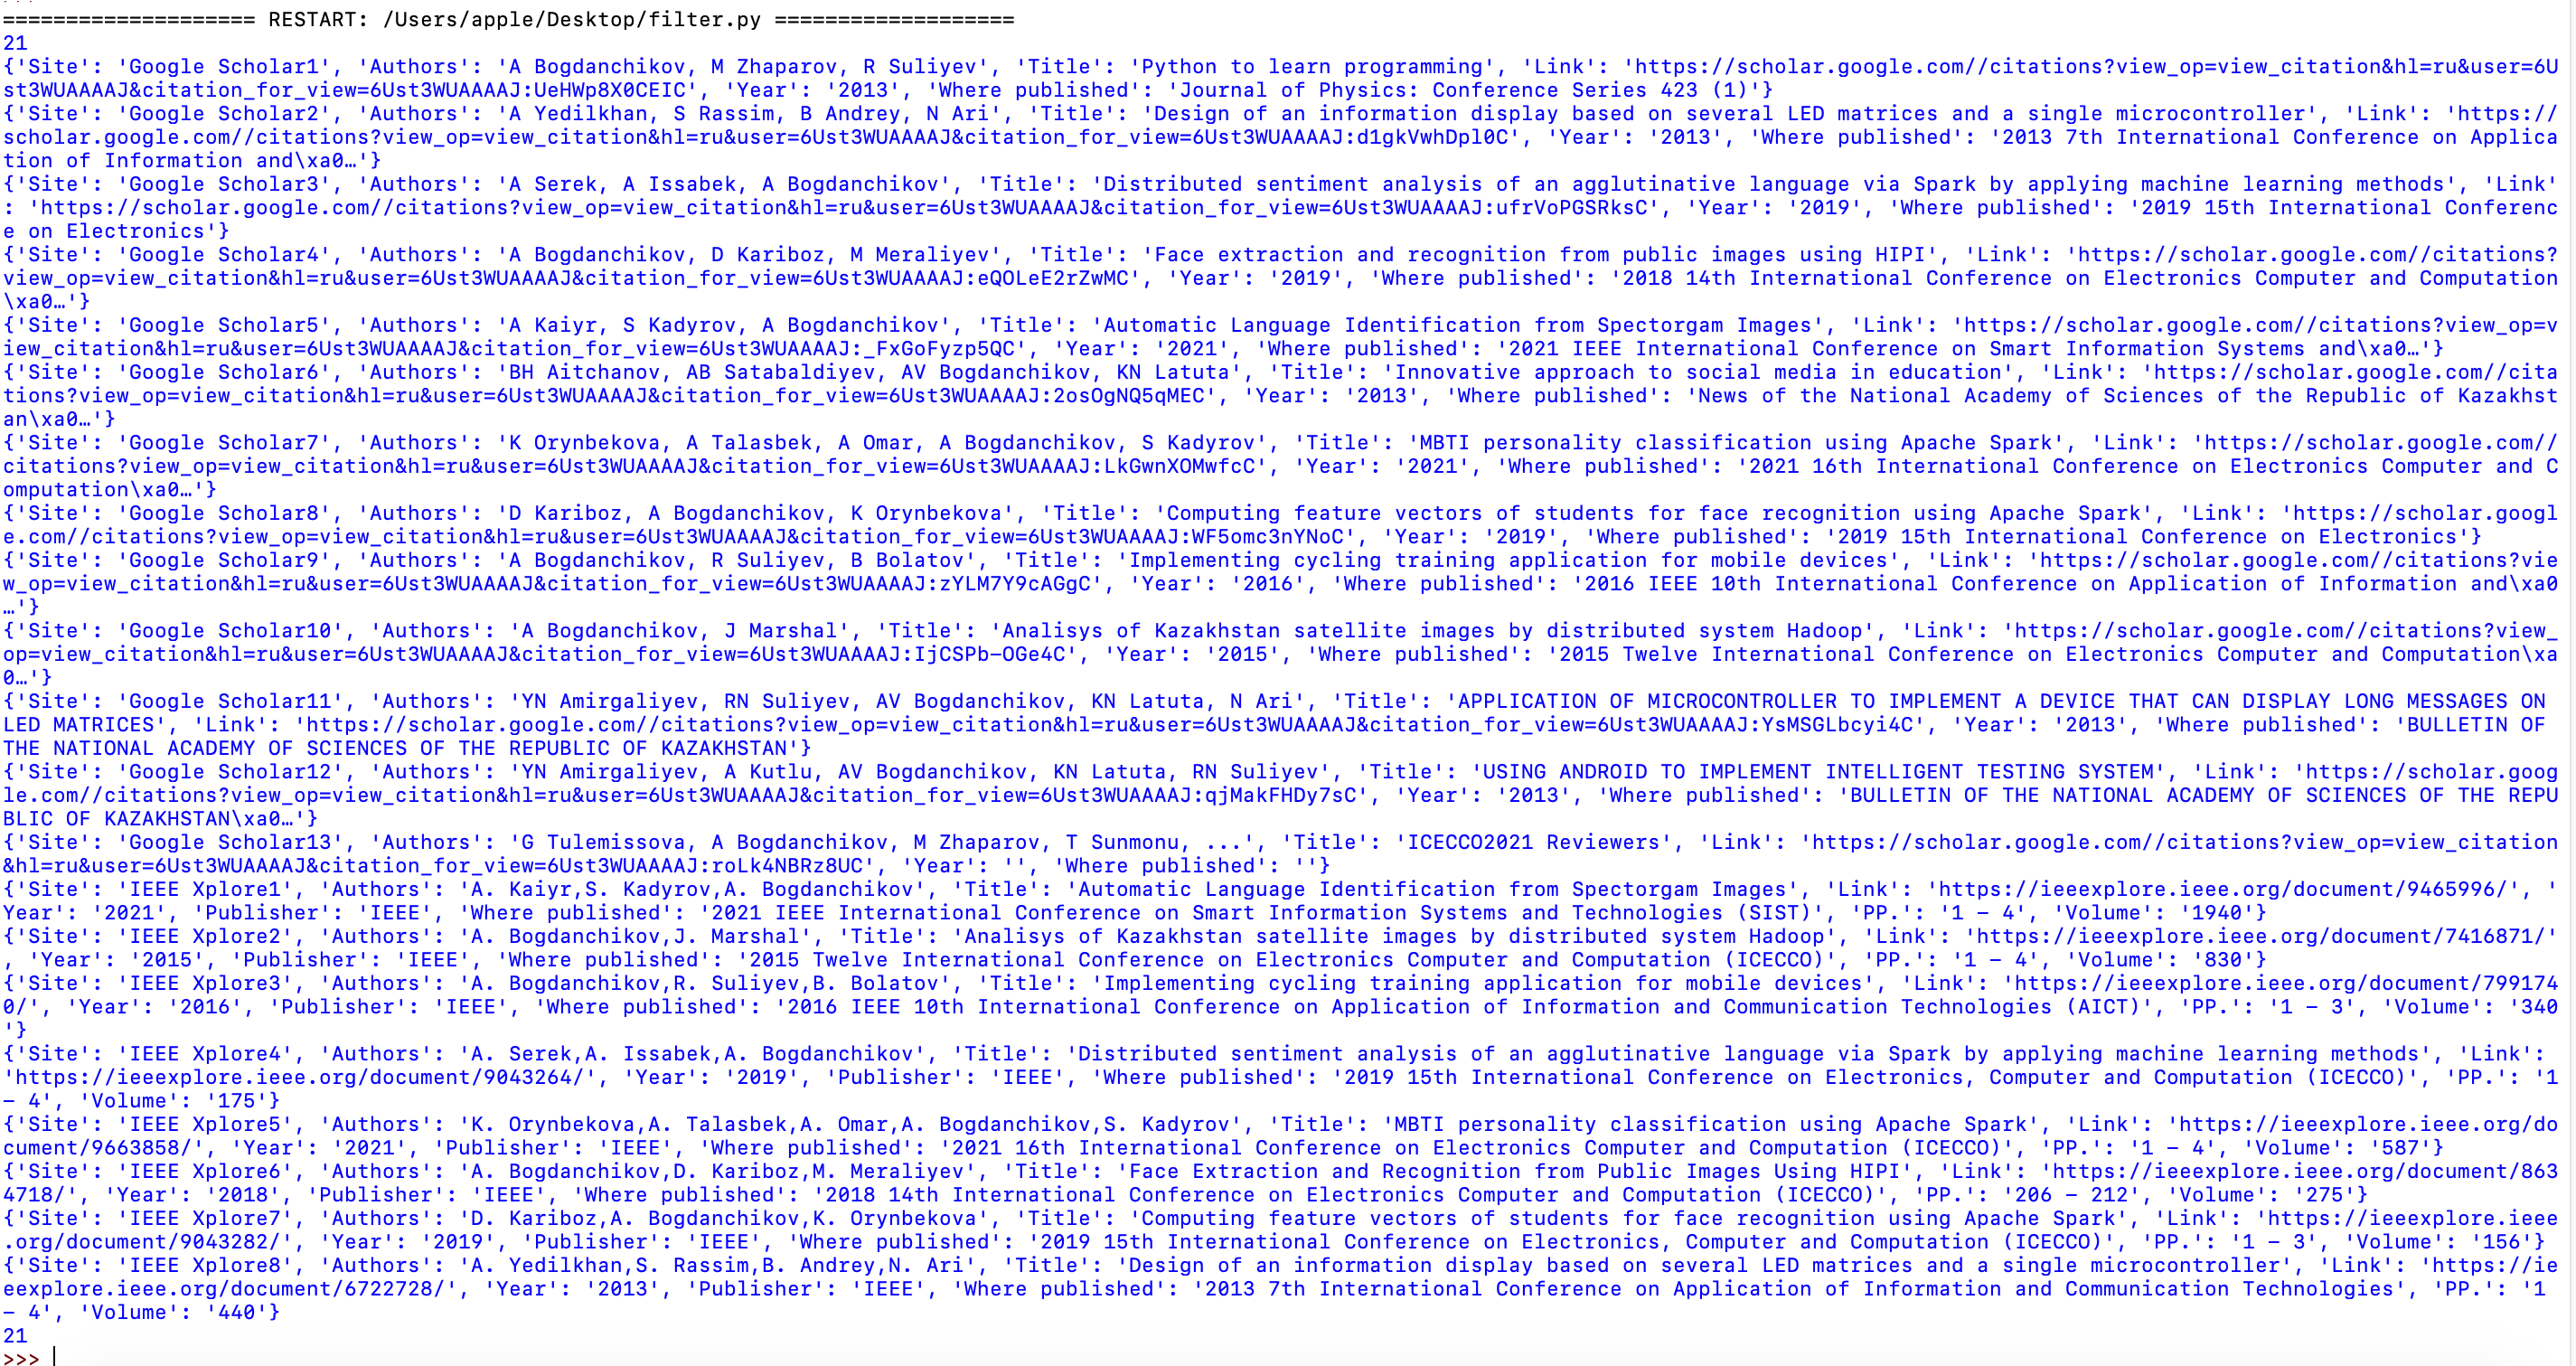 ==================== RESTART: /Users/apple/Desktop/filter.py ===================
21
{'Site': 'Google Scholar1', 'Authors': 'A Bogdanchikov, M Zhaparov, R Suliyev', 'Title': 'Python to learn programming', 'Link': 'https://scholar.google.com//citations?view_op=view_citation&hl=ru&user=6U
st3WUAAAAJ&citation_for_view=6Ust3WUAAAAJ:UeHWp8X0CEIC', 'Year': '2013', 'Where published': 'Journal of Physics: Conference Series 423 (1)'}
{'Site': 'Google Scholar2', 'Authors': 'A Yedilkhan, S Rassim, B Andrey, N Ari', 'Title': 'Design of an information display based on several LED matrices and a single microcontroller', 'Link': 'https://
scholar.google.com//citations?view_op=view_citation&hl=ru&user=6Ust3WUAAAAJ&citation_for_view=6Ust3WUAAAAJ:d1gkVwhDpl0C', 'Year': '2013', 'Where published': '2013 7th International Conference on Applica
tion of Information and\xa0…'}
{'Site': 'Google Scholar3', 'Authors': 'A Serek, A Issabek, A Bogdanchikov', 'Title': 'Distributed sentiment analysis of an agglutinative language via Spark by applying machine learning methods', 'Link'
: 'https://scholar.google.com//citations?view_op=view_citation&hl=ru&user=6Ust3WUAAAAJ&citation_for_view=6Ust3WUAAAAJ:ufrVoPGSRksC', 'Year': '2019', 'Where published': '2019 15th International Conferenc
e on Electronics'}
{'Site': 'Google Scholar4', 'Authors': 'A Bogdanchikov, D Kariboz, M Meraliyev', 'Title': 'Face extraction and recognition from public images using HIPI', 'Link': 'https://scholar.google.com//citations?
view_op=view_citation&hl=ru&user=6Ust3WUAAAAJ&citation_for_view=6Ust3WUAAAAJ:eQOLeE2rZwMC', 'Year': '2019', 'Where published': '2018 14th International Conference on Electronics Computer and Computation
\xa0…'}
{'Site': 'Google Scholar5', 'Authors': 'A Kaiyr, S Kadyrov, A Bogdanchikov', 'Title': 'Automatic Language Identification from Spectorgam Images', 'Link': 'https://scholar.google.com//citations?view_op=v
iew_citation&hl=ru&user=6Ust3WUAAAAJ&citation_for_view=6Ust3WUAAAAJ:_FxGoFyzp5QC', 'Year': '2021', 'Where published': '2021 IEEE International Conference on Smart Information Systems and\xa0…'}
{'Site': 'Google Scholar6', 'Authors': 'BH Aitchanov, AB Satabaldiyev, AV Bogdanchikov, KN Latuta', 'Title': 'Innovative approach to social media in education', 'Link': 'https://scholar.google.com//cita
tions?view_op=view_citation&hl=ru&user=6Ust3WUAAAAJ&citation_for_view=6Ust3WUAAAAJ:2osOgNQ5qMEC', 'Year': '2013', 'Where published': 'News of the National Academy of Sciences of the Republic of Kazakhst
an\xa0…'}
{'Site': 'Google Scholar7', 'Authors': 'K Orynbekova, A Talasbek, A Omar, A Bogdanchikov, S Kadyrov', 'Title': 'MBTI personality classification using Apache Spark', 'Link': 'https://scholar.google.com//
citations?view_op=view_citation&hl=ru&user=6Ust3WUAAAAJ&citation_for_view=6Ust3WUAAAAJ:LkGwnXOMwfcC', 'Year': '2021', 'Where published': '2021 16th International Conference on Electronics Computer and C
omputation\xa0…'}
{'Site': 'Google Scholar8', 'Authors': 'D Kariboz, A Bogdanchikov, K Orynbekova', 'Title': 'Computing feature vectors of students for face recognition using Apache Spark', 'Link': 'https://scholar.googl
e.com//citations?view_op=view_citation&hl=ru&user=6Ust3WUAAAAJ&citation_for_view=6Ust3WUAAAAJ:WF5omc3nYNoC', 'Year': '2019', 'Where published': '2019 15th International Conference on Electronics'}
{'Site': 'Google Scholar9', 'Authors': 'A Bogdanchikov, R Suliyev, B Bolatov', 'Title': 'Implementing cycling training application for mobile devices', 'Link': 'https://scholar.google.com//citations?vie
w_op=view_citation&hl=ru&user=6Ust3WUAAAAJ&citation_for_view=6Ust3WUAAAAJ:zYLM7Y9cAGgC', 'Year': '2016', 'Where published': '2016 IEEE 10th International Conference on Application of Information and\xa0
…'}
{'Site': 'Google Scholar10', 'Authors': 'A Bogdanchikov, J Marshal', 'Title': 'Analisys of Kazakhstan satellite images by distributed system Hadoop', 'Link': 'https://scholar.google.com//citations?view_
op=view_citation&hl=ru&user=6Ust3WUAAAAJ&citation_for_view=6Ust3WUAAAAJ:IjCSPb-OGe4C', 'Year': '2015', 'Where published': '2015 Twelve International Conference on Electronics Computer and Computation\xa
0…'}
{'Site': 'Google Scholar11', 'Authors': 'YN Amirgaliyev, RN Suliyev, AV Bogdanchikov, KN Latuta, N Ari', 'Title': 'APPLICATION OF MICROCONTROLLER TO IMPLEMENT A DEVICE THAT CAN DISPLAY LONG MESSAGES ON
LED MATRICES', 'Link': 'https://scholar.google.com//citations?view_op=view_citation&hl=ru&user=6Ust3WUAAAAJ&citation_for_view=6Ust3WUAAAAJ:YsMSGLbcyi4C', 'Year': '2013', 'Where published': 'BULLETIN OF
THE NATIONAL ACADEMY OF SCIENCES OF THE REPUBLIC OF KAZAKHSTAN'}
{'Site': 'Google Scholar12', 'Authors': 'YN Amirgaliyev, A Kutlu, AV Bogdanchikov, KN Latuta, RN Suliyev', 'Title': 'USING ANDROID TO IMPLEMENT INTELLIGENT TESTING SYSTEM', 'Link': 'https://scholar.goog
le.com//citations?view_op=view_citation&hl=ru&user=6Ust3WUAAAAJ&citation_for_view=6Ust3WUAAAAJ:qjMakFHDy7sC', 'Year': '2013', 'Where published': 'BULLETIN OF THE NATIONAL ACADEMY OF SCIENCES OF THE REPU
BLIC OF KAZAKHSTAN\xa0…'}
{'Site': 'Google Scholar13', 'Authors': 'G Tulemissova, A Bogdanchikov, M Zhaparov, T Sunmonu, ...', 'Title': 'ICECCO2021 Reviewers', 'Link': 'https://scholar.google.com//citations?view_op=view_citation
&hl=ru&user=6Ust3WUAAAAJ&citation_for_view=6Ust3WUAAAAJ:roLk4NBRz8UC', 'Year': '', 'Where published': ''}
{'Site': 'IEEE Xplore1', 'Authors': 'A. Kaiyr,S. Kadyrov,A. Bogdanchikov', 'Title': 'Automatic Language Identification from Spectorgam Images', 'Link': 'https://ieeexplore.ieee.org/document/9465996/', '
Year': '2021', 'Publisher': 'IEEE', 'Where published': '2021 IEEE International Conference on Smart Information Systems and Technologies (SIST)', 'PP.': '1 – 4', 'Volume': '1940'}
{'Site': 'IEEE Xplore2', 'Authors': 'A. Bogdanchikov,J. Marshal', 'Title': 'Analisys of Kazakhstan satellite images by distributed system Hadoop', 'Link': 'https://ieeexplore.ieee.org/document/7416871/'
, 'Year': '2015', 'Publisher': 'IEEE', 'Where published': '2015 Twelve International Conference on Electronics Computer and Computation (ICECCO)', 'PP.': '1 – 4', 'Volume': '830'}
{'Site': 'IEEE Xplore3', 'Authors': 'A. Bogdanchikov,R. Suliyev,B. Bolatov', 'Title': 'Implementing cycling training application for mobile devices', 'Link': 'https://ieeexplore.ieee.org/document/799174
0/', 'Year': '2016', 'Publisher': 'IEEE', 'Where published': '2016 IEEE 10th International Conference on Application of Information and Communication Technologies (AICT)', 'PP.': '1 – 3', 'Volume': '340
'}
{'Site': 'IEEE Xplore4', 'Authors': 'A. Serek,A. Issabek,A. Bogdanchikov', 'Title': 'Distributed sentiment analysis of an agglutinative language via Spark by applying machine learning methods', 'Link':
'https://ieeexplore.ieee.org/document/9043264/', 'Year': '2019', 'Publisher': 'IEEE', 'Where published': '2019 15th International Conference on Electronics, Computer and Computation (ICECCO)', 'PP.': '1
– 4', 'Volume': '175'}
{'Site': 'IEEE Xplore5', 'Authors': 'K. Orynbekova,A. Talasbek,A. Omar,A. Bogdanchikov,S. Kadyrov', 'Title': 'MBTI personality classification using Apache Spark', 'Link': 'https://ieeexplore.ieee.org/do
cument/9663858/', 'Year': '2021', 'Publisher': 'IEEE', 'Where published': '2021 16th International Conference on Electronics Computer and Computation (ICECCO)', 'PP.': '1 – 4', 'Volume': '587'}
{'Site': 'IEEE Xplore6', 'Authors': 'A. Bogdanchikov,D. Kariboz,M. Meraliyev', 'Title': 'Face Extraction and Recognition from Public Images Using HIPI', 'Link': 'https://ieeexplore.ieee.org/document/863
4718/', 'Year': '2018', 'Publisher': 'IEEE', 'Where published': '2018 14th International Conference on Electronics Computer and Computation (ICECCO)', 'PP.': '206 – 212', 'Volume': '275'}
{'Site': 'IEEE Xplore7', 'Authors': 'D. Kariboz,A. Bogdanchikov,K. Orynbekova', 'Title': 'Computing feature vectors of students for face recognition using Apache Spark', 'Link': 'https://ieeexplore.ieee
.org/document/9043282/', 'Year': '2019', 'Publisher': 'IEEE', 'Where published': '2019 15th International Conference on Electronics, Computer and Computation (ICECCO)', 'PP.': '1 – 3', 'Volume': '156'}
{'Site': 'IEEE Xplore8', 'Authors': 'A. Yedilkhan,S. Rassim,B. Andrey,N. Ari', 'Title': 'Design of an information display based on several LED matrices and a single microcontroller', 'Link': 'https://ie
eexplore.ieee.org/document/6722728/', 'Year': '2013', 'Publisher': 'IEEE', 'Where published': '2013 7th International Conference on Application of Information and Communication Technologies', 'PP.': '1
– 4', 'Volume': '440'}
21
>>>